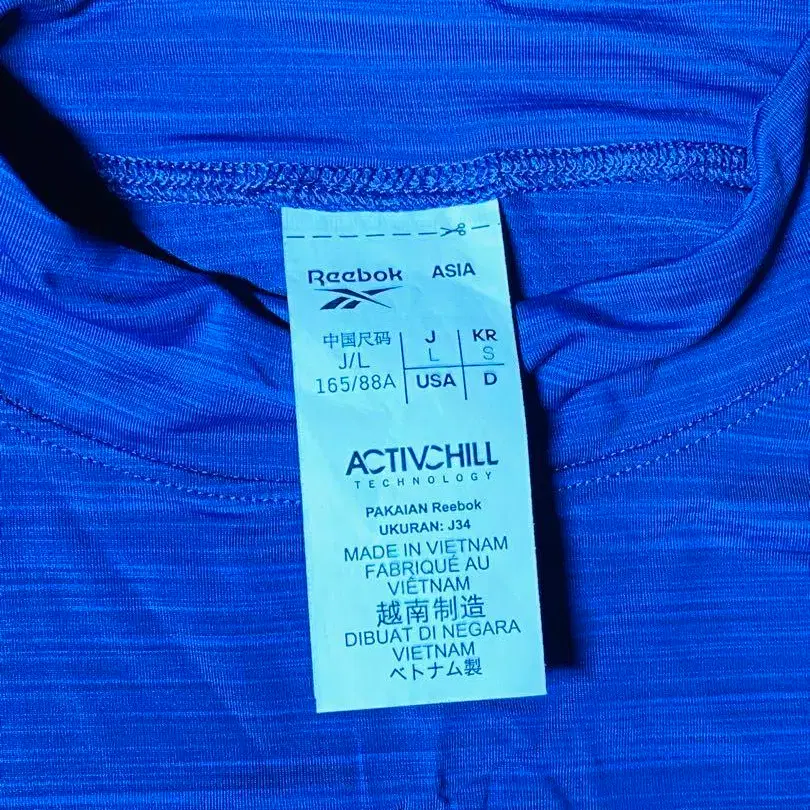 Reebok ASIA
中国尺码 J KR
J/L L S
165/88A USA D
ACTIVCHILL
TECHNOLOGY
PAKAIAN Reebok
UKURAN: J34
MADE IN VIETNAM
FABRIQUÉ AU
VIÊTNAM
越南制造
DIBUAT DI NEGARA
VIETNAM
ベトナム製